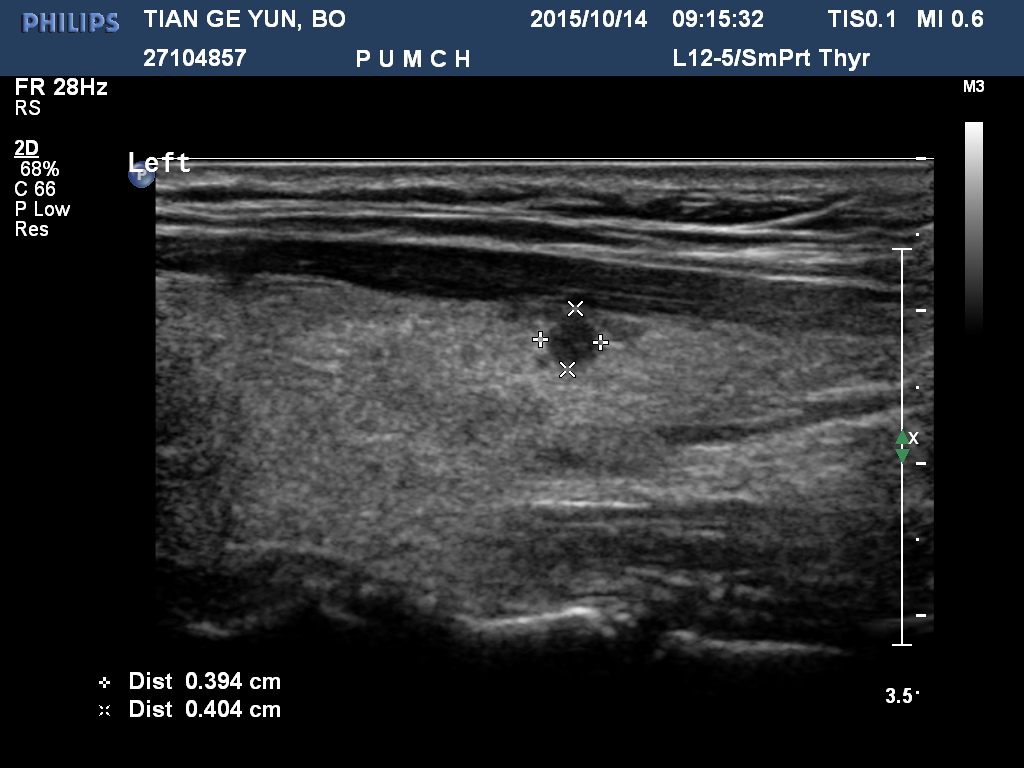 PHILIPS TIAN GE YUN, BO 2015/10/14 09:15:32 TIS0.1 MI 0.6
27104857 PUMCH L12-5/SmPrt Thyr
FR 28Hz M3
RS
2D
68%
C 66
P Low
Res
Left
P
X
Dist 0.394 cm
Dist 0.404 cm
3.5